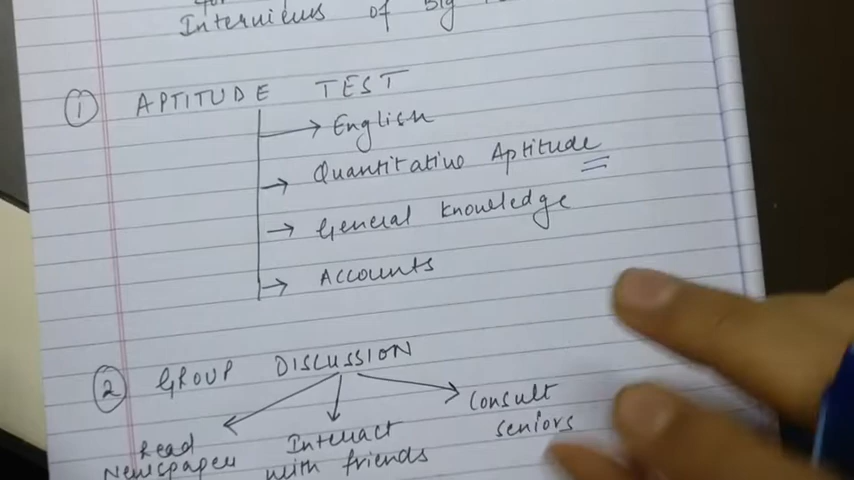 Interviews of Big
1 APTITUDE TEST
English
Quantitative Aptitude
General Knowledge
Accounts
2 GROUP DISCUSSION
Read Newspaper
Interact with friends
Consult seniors